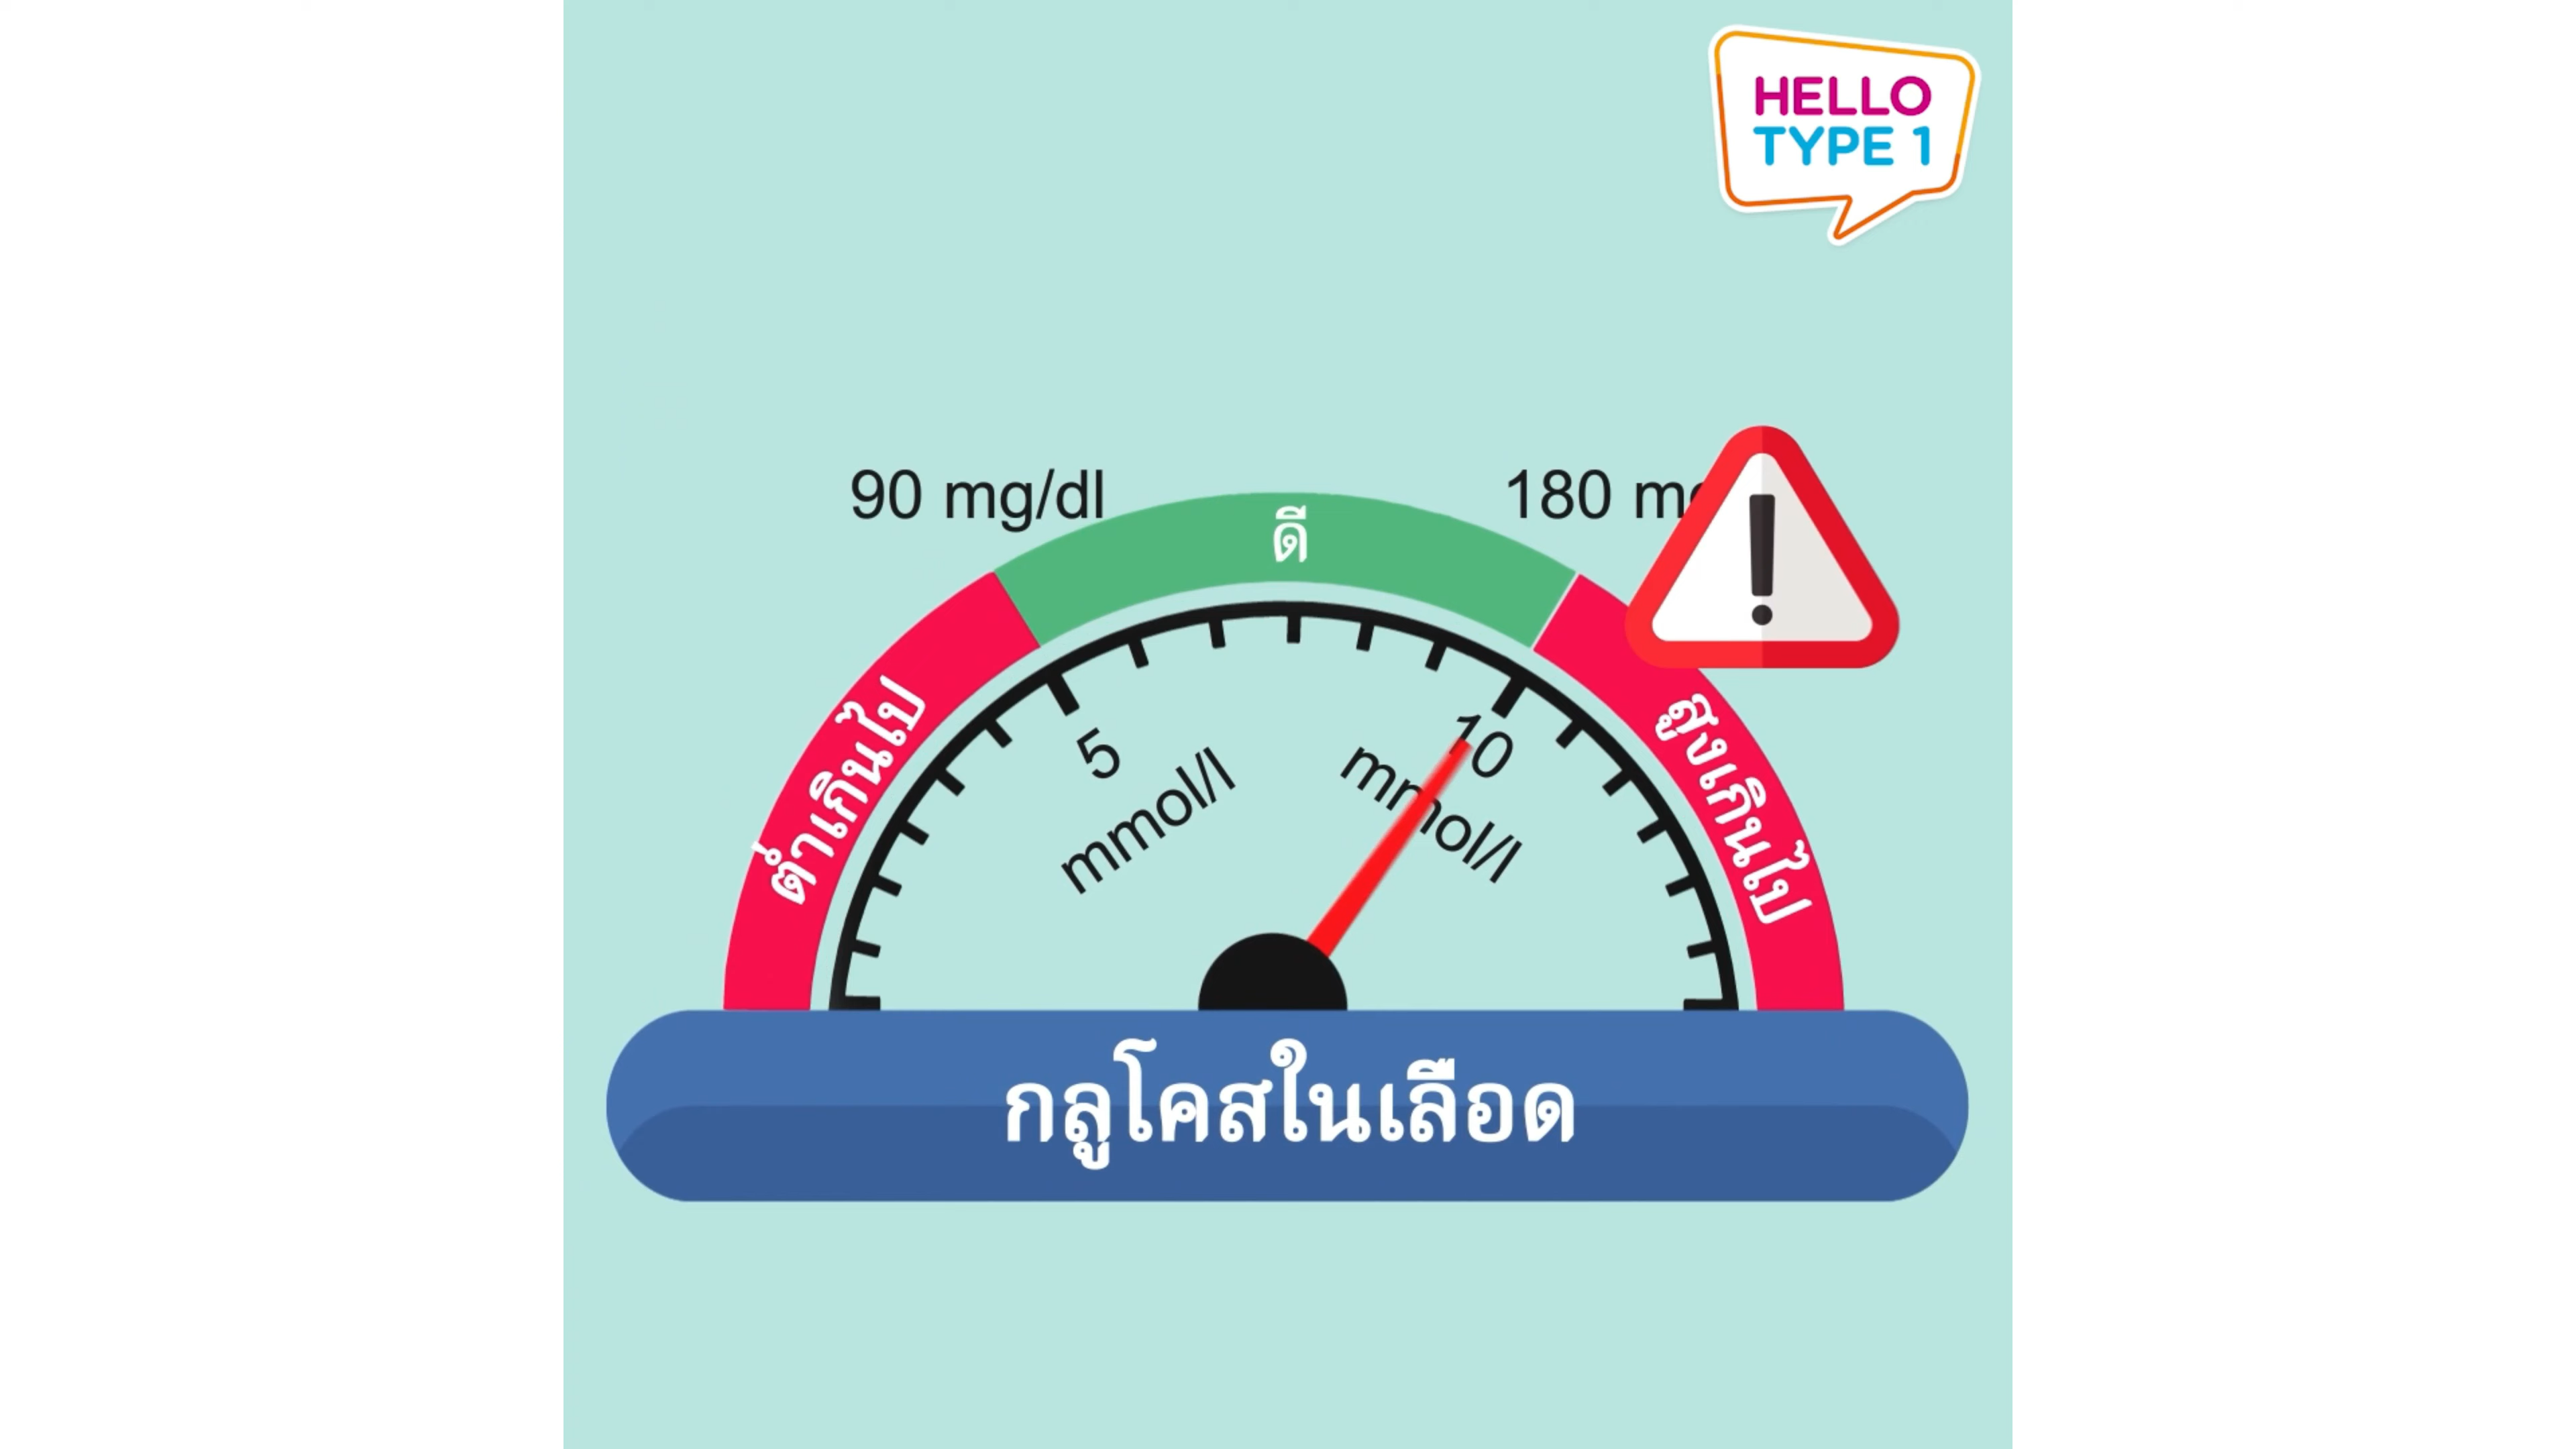 HELLO
TYPE 1
90 mg/dl
180
ดี
ต่ำเกินไป
สูงเกินไป
5
mmol/l
10
mmol/l
กลูโคสในเลือด